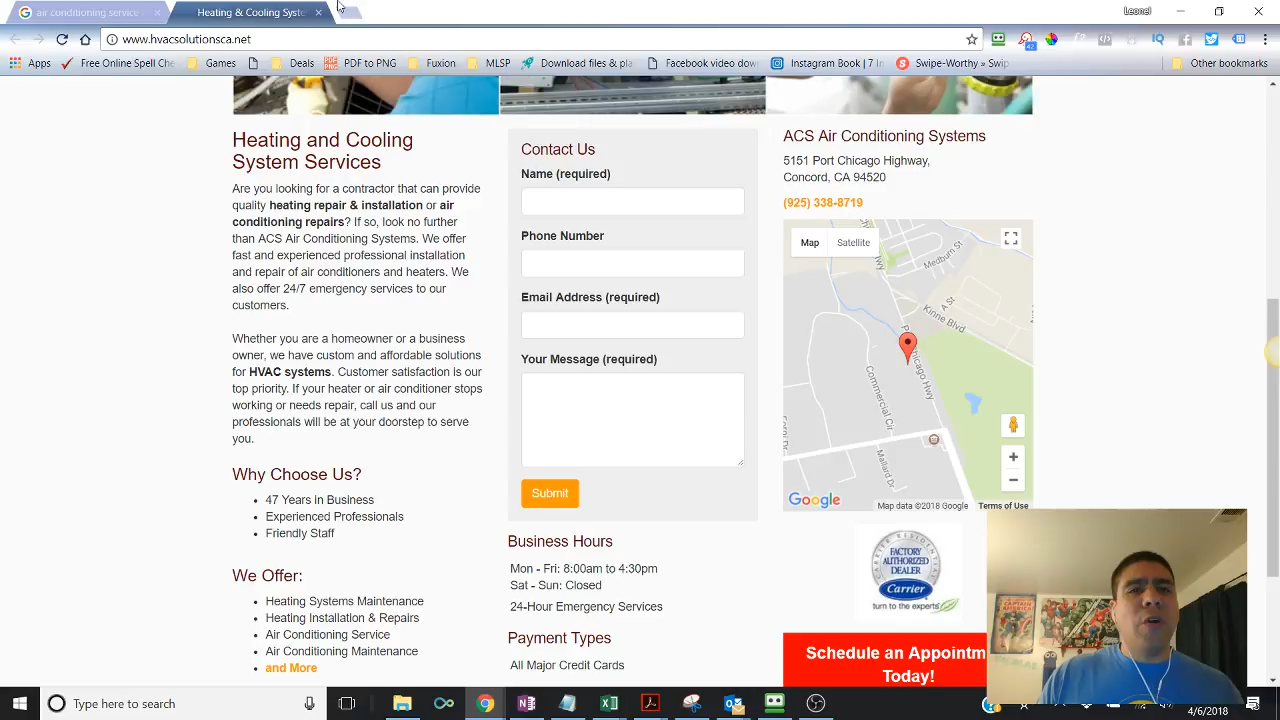 air conditioning service
Heating & Cooling Syste
Leonel
www.hvacsolutionsca.net
42
Apps
Free Online Spell Che
Games
Deals
PDF to PNG
Fuxion
MLSP
Download files & pla
Facebook video dow
Instagram Book | 7 In
Swipe-Worthy » Swip
Other bookmarks
Heating and Cooling
System Services
Are you looking for a contractor that can provide
quality heating repair & installation or air
conditioning repairs? If so, look no further
than ACS Air Conditioning Systems. We offer
fast and experienced professional installation
and repair of air conditioners and heaters. We
also offer 24/7 emergency services to our
customers.
Whether you are a homeowner or a business
owner, we have custom and affordable solutions
for HVAC systems. Customer satisfaction is our
top priority. If your heater or air conditioner stops
working or needs repair, call us and our
professionals will be at your doorstep to serve
you.
Why Choose Us?
47 Years in Business
Experienced Professionals
Friendly Staff
We Offer:
Heating Systems Maintenance
Heating Installation & Repairs
Air Conditioning Service
Air Conditioning Maintenance
and More
Contact Us
Name (required)
Phone Number
Email Address (required)
Your Message (required)
Submit
Business Hours
Mon - Fri: 8:00am to 4:30pm
Sat - Sun: Closed
24-Hour Emergency Services
Payment Types
All Major Credit Cards
ACS Air Conditioning Systems
5151 Port Chicago Highway,
Concord, CA 94520
(925) 338-8719
Map
Satellite
Medburn St
A St
Kinne Blvd
Commercial Cir
Mallard Dr
Google
Map data ©2018 Google
Terms of Use
FACTORY
AUTHORIZED
DEALER
Carrier
turn to the experts
Schedule an Appointm
Today!
Type here to search
4/6/2018